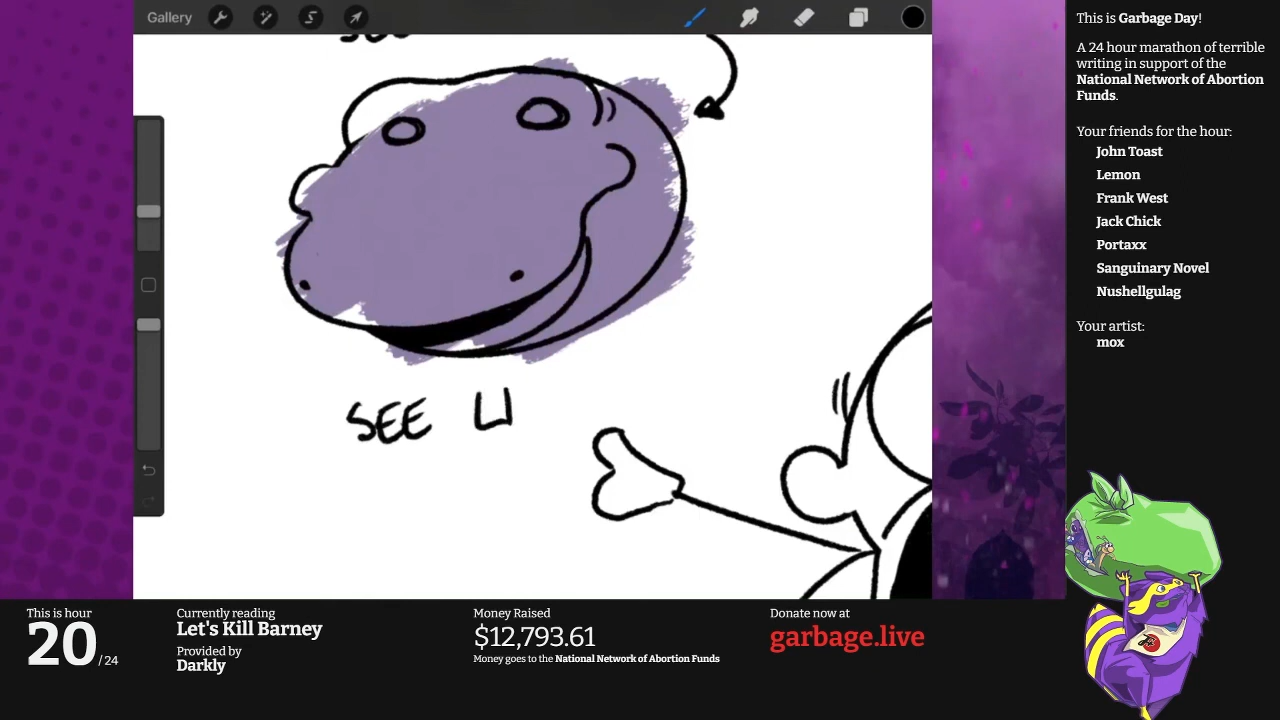 Gallery
This is Garbage Day!
A 24 hour marathon of terrible
writing in support of the
National Network of Abortion
Funds.
Your friends for the hour:
John Toast
Lemon
Frank West
Jack Chick
Portaxx
Sanguinary Novel
Nushellgulag
Your artist:
mox
SEE U
This is hour
20/24
Currently reading
Let's Kill Barney
Provided by
Darkly
Money Raised
$12,793.61
Money goes to the National Network of Abortion Funds
Donate now at
garbage.live